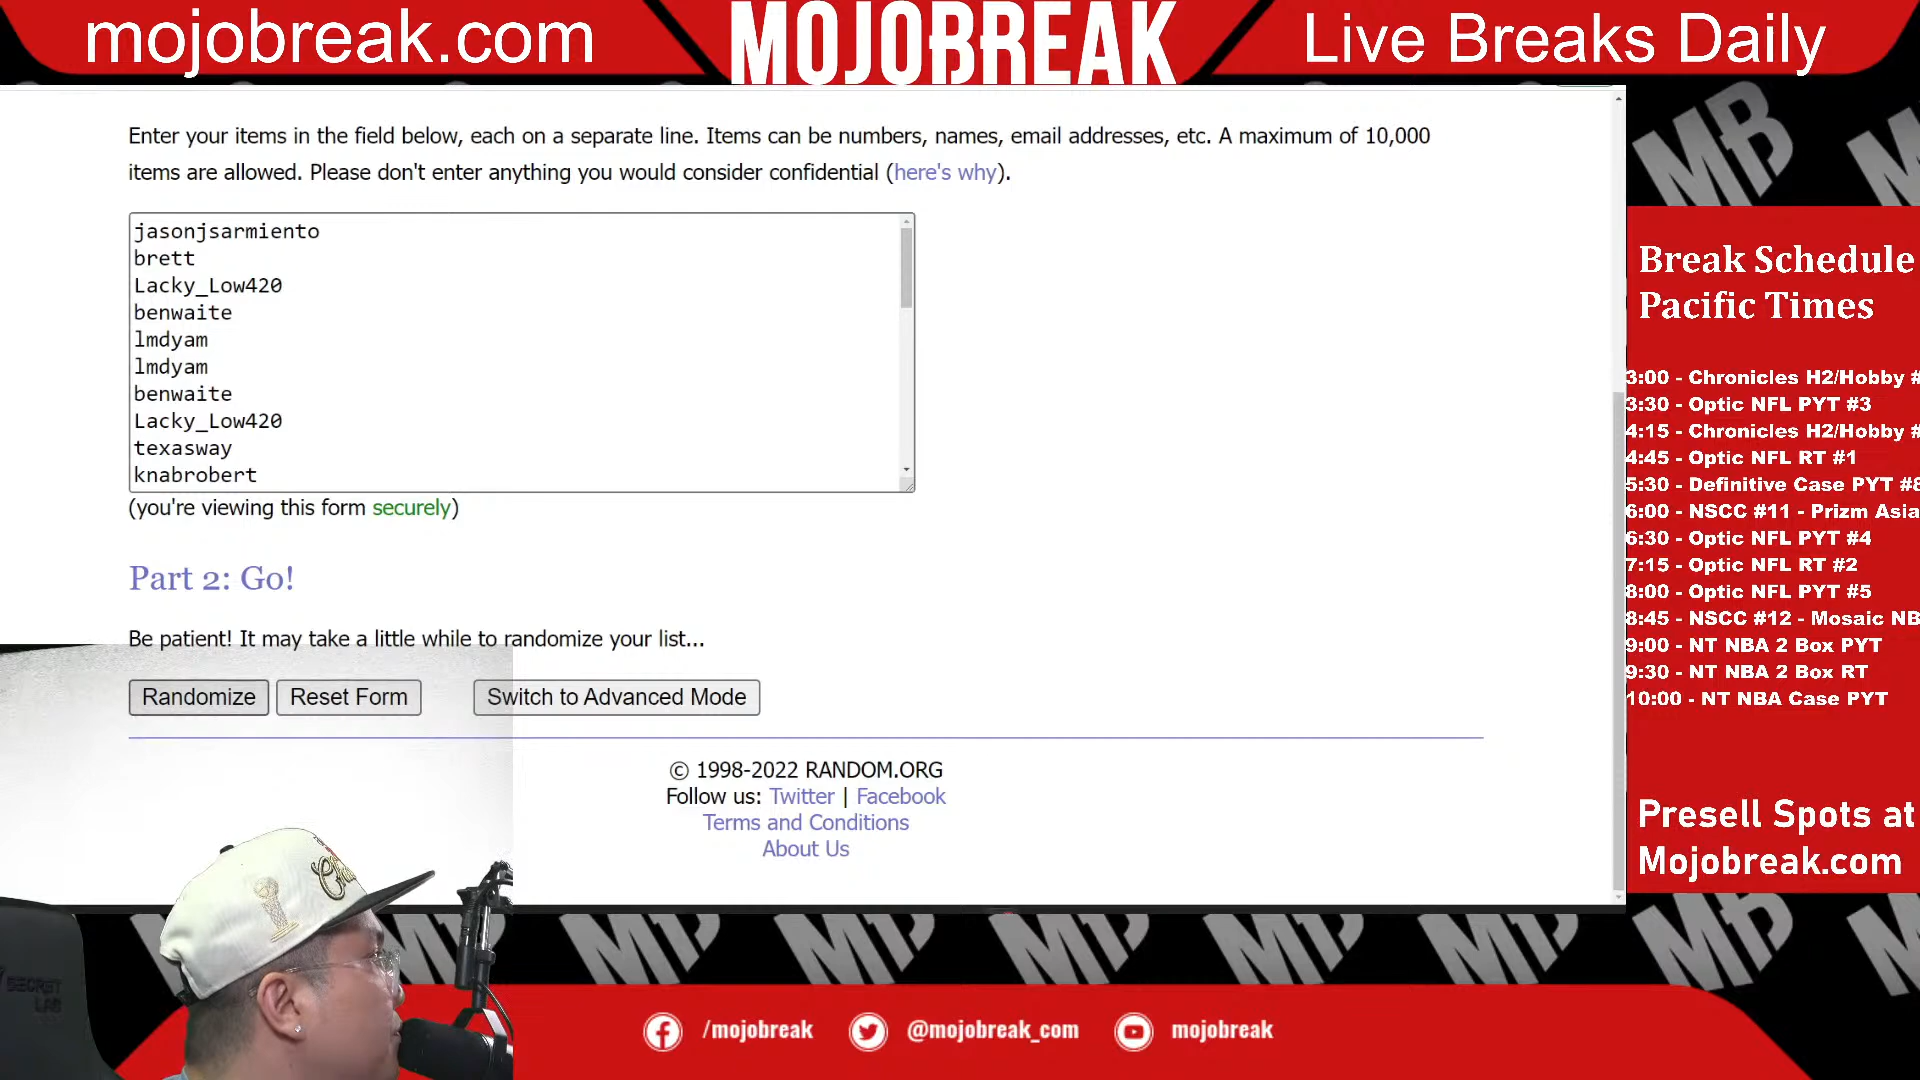 mojobreak.com
MOJOBREAK
Live Breaks Daily
Enter your items in the field below, each on a separate line. Items can be numbers, names, email addresses, etc. A maximum of 10,000
items are allowed. Please don't enter anything you would consider confidential (here's why).
jasonjsarmiento
brett
Lacky_Low420
benwaite
lmdyam
lmdyam
benwaite
Lacky_Low420
texasway
knabrobert
(you're viewing this form securely)
Part 2: Go!
Be patient! It may take a little while to randomize your list...
Randomize
Reset Form
Switch to Advanced Mode
© 1998-2022 RANDOM.ORG
Follow us: Twitter | Facebook
Terms and Conditions
About Us
Break Schedule
Pacific Times
3:00 - Chronicles H2/Hobby #
3:30 - Optic NFL PYT #3
4:15 - Chronicles H2/Hobby #
4:45 - Optic NFL RT #1
5:30 - Definitive Case PYT #8
6:00 - NSCC #11 - Prizm Asia
6:30 - Optic NFL PYT #4
7:15 - Optic NFL RT #2
8:00 - Optic NFL PYT #5
8:45 - NSCC #12 - Mosaic NB
9:00 - NT NBA 2 Box PYT
9:30 - NT NBA 2 Box RT
10:00 - NT NBA Case PYT
Presell Spots at
Mojobreak.com
SECRET
LAB
/mojobreak
@mojobreak_com
mojobreak